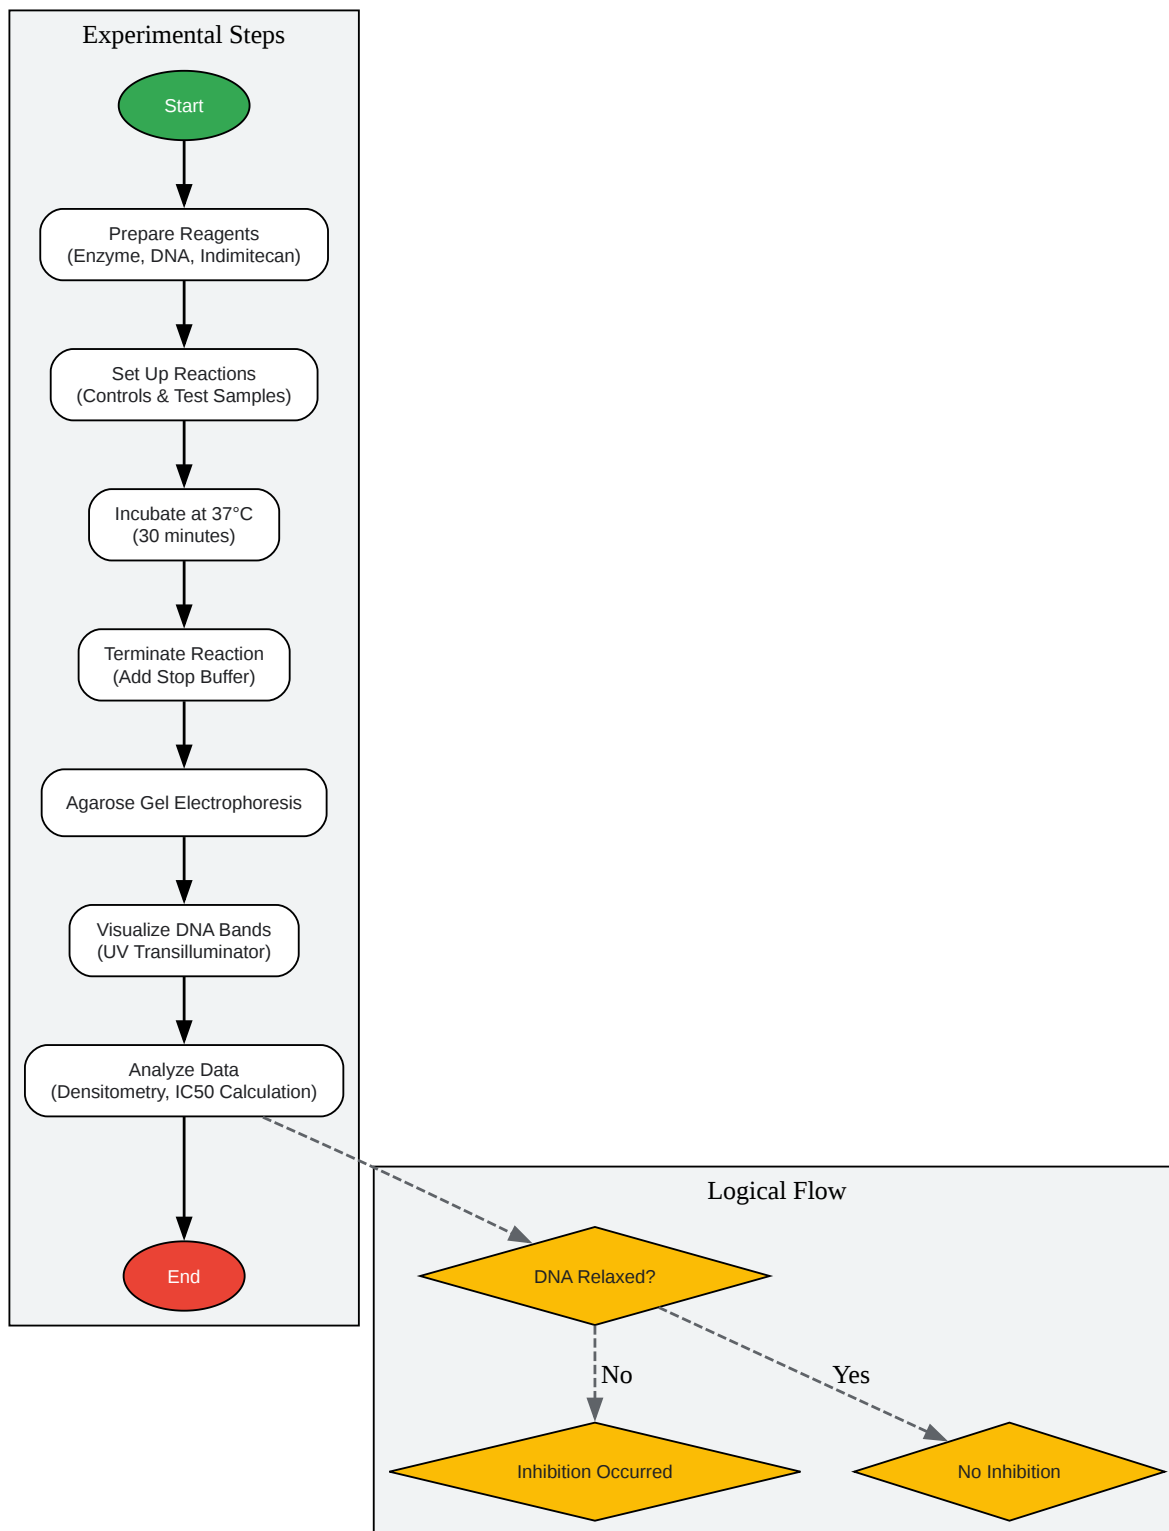 Experimental Steps
Start
Prepare Reagents
(Enzyme, DNA, Indimitecan)
Set Up Reactions
(Controls & Test Samples)
Incubate at 37°C
(30 minutes)
Terminate Reaction
(Add Stop Buffer)
Agarose Gel Electrophoresis
Visualize DNA Bands
(UV Transilluminator)
Analyze Data
(Densitometry, IC50 Calculation)
End
Logical Flow
DNA Relaxed?
No
Yes
Inhibition Occurred
No Inhibition